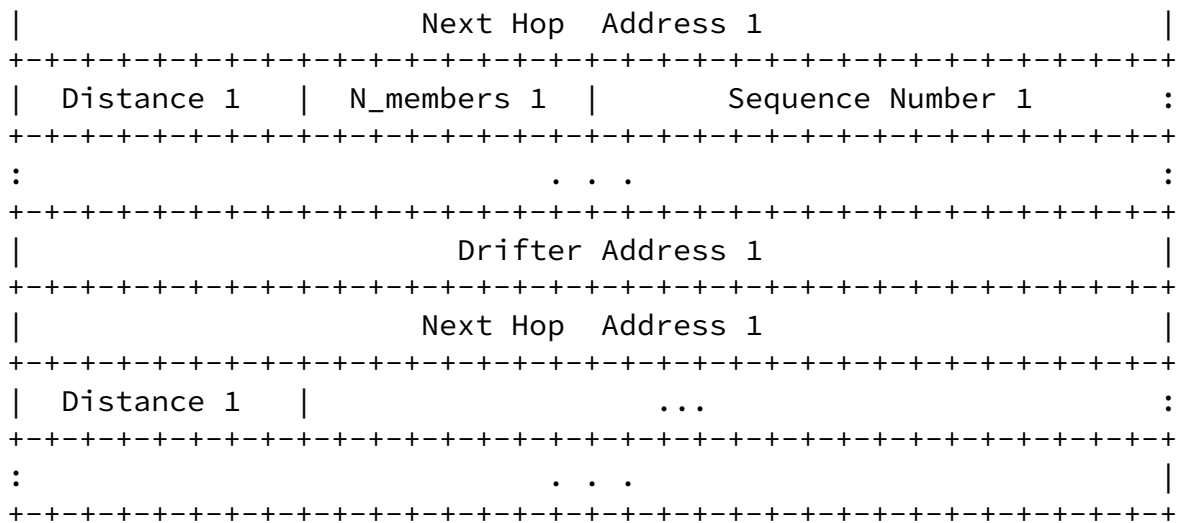 |                      Next Hop  Address 1                      |
+-+-+-+-+-+-+-+-+-+-+-+-+-+-+-+-+-+-+-+-+-+-+-+-+-+-+-+-+-+-+-+-+
|  Distance 1   |  N_members 1  |       Sequence Number 1       :
+-+-+-+-+-+-+-+-+-+-+-+-+-+-+-+-+-+-+-+-+-+-+-+-+-+-+-+-+-+-+-+-+
:                             . . .                             :
+-+-+-+-+-+-+-+-+-+-+-+-+-+-+-+-+-+-+-+-+-+-+-+-+-+-+-+-+-+-+-+-+
|                        Drifter Address 1                      |
+-+-+-+-+-+-+-+-+-+-+-+-+-+-+-+-+-+-+-+-+-+-+-+-+-+-+-+-+-+-+-+-+
|                      Next Hop  Address 1                      |
+-+-+-+-+-+-+-+-+-+-+-+-+-+-+-+-+-+-+-+-+-+-+-+-+-+-+-+-+-+-+-+-+
|  Distance 1   |                   ...                         :
+-+-+-+-+-+-+-+-+-+-+-+-+-+-+-+-+-+-+-+-+-+-+-+-+-+-+-+-+-+-+-+-+
:                             . . .                             |
+-+-+-+-+-+-+-+-+-+-+-+-+-+-+-+-+-+-+-+-+-+-+-+-+-+-+-+-+-+-+-+-+